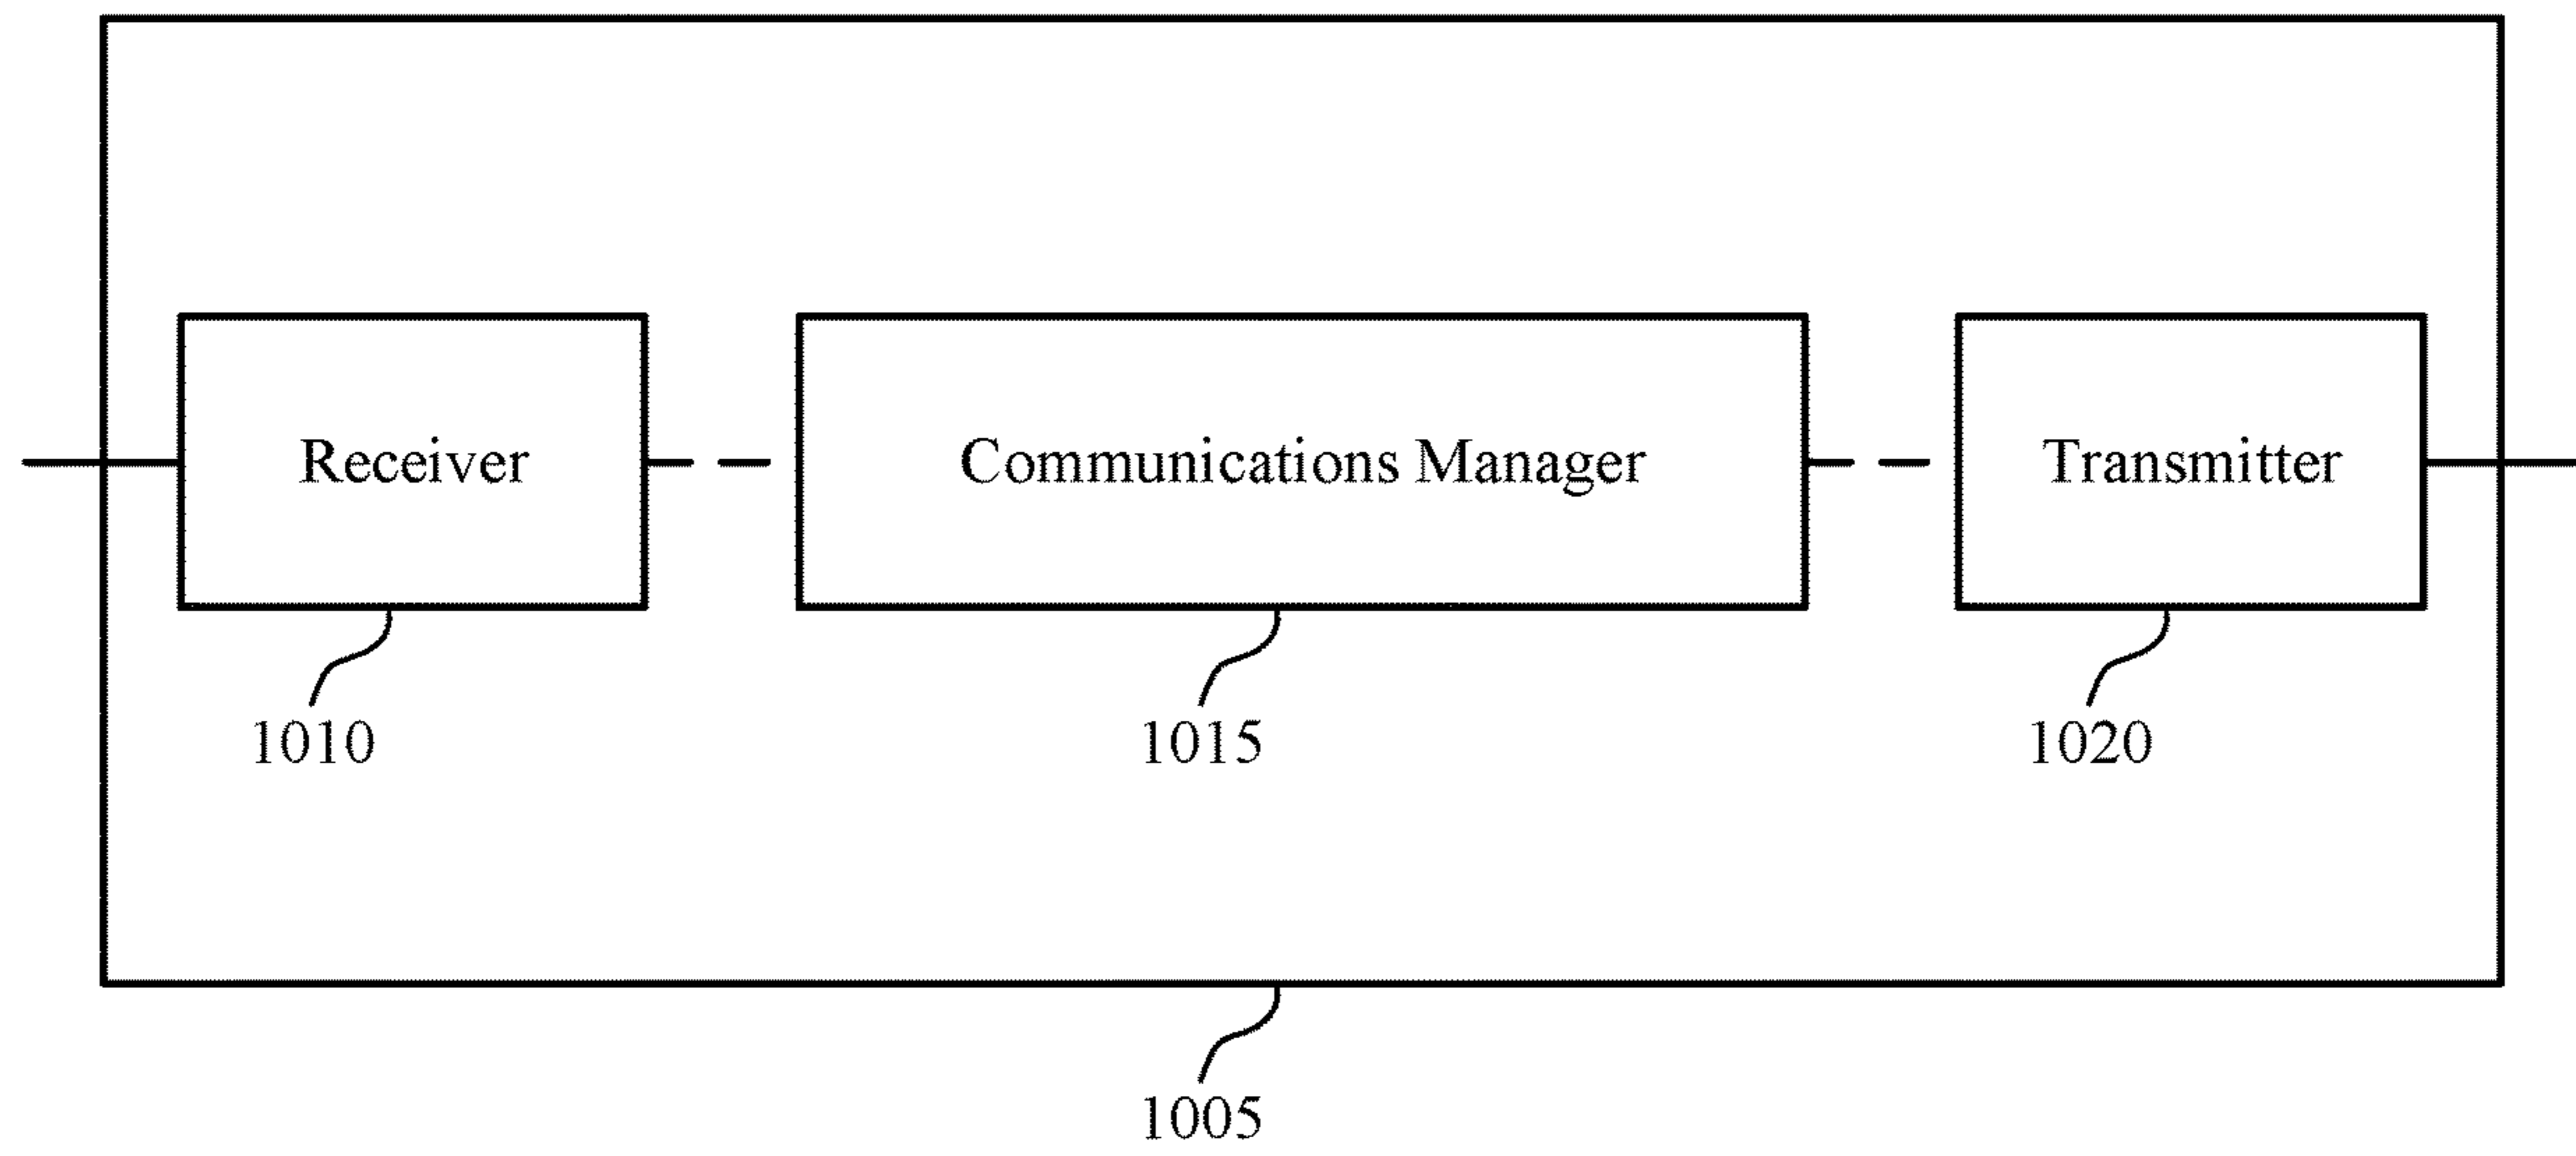 Receiver
Communications Manager
Transmitter
1010
1015
1020
1005